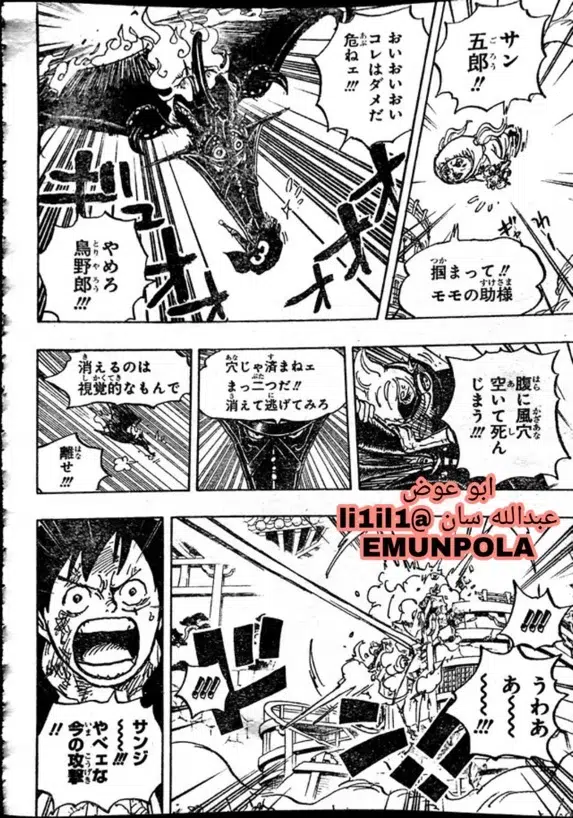 サン
五郎!!
おいおいおい
コレはダメだ
危ねェ!!!
掴まって!!
モモの助様
ギュオオオ
やめろ
鳥野郎!!!
腹に風穴
空いて死ん
じまう!!!
穴じゃ済まねェ
まっ二つだ!!
消えて逃げてみろ
消えるのは
視覚的なもんで
離せ!!!
ابو عوض
عبدالله سان @li1il1
EMUNPOLA
!!!
うわあ
あ〜〜
〜〜!!!
ドゴ
!!!
サンジ
〜〜!!!
やべェな
今の攻撃
!!